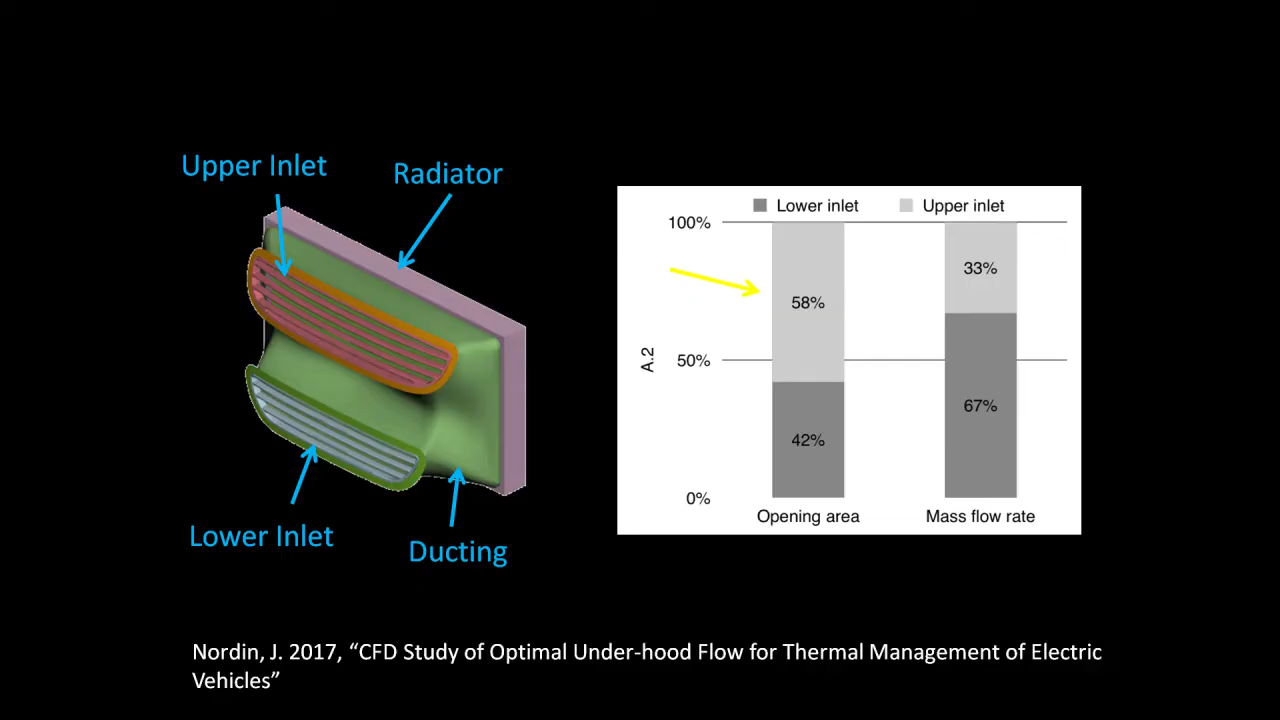 Upper Inlet
Radiator
Lower Inlet
Ducting
Lower inlet
Upper inlet
100%
50%
0%
A.2
58%
42%
33%
67%
Opening area
Mass flow rate
Nordin, J. 2017, “CFD Study of Optimal Under-hood Flow for Thermal Management of Electric
Vehicles”